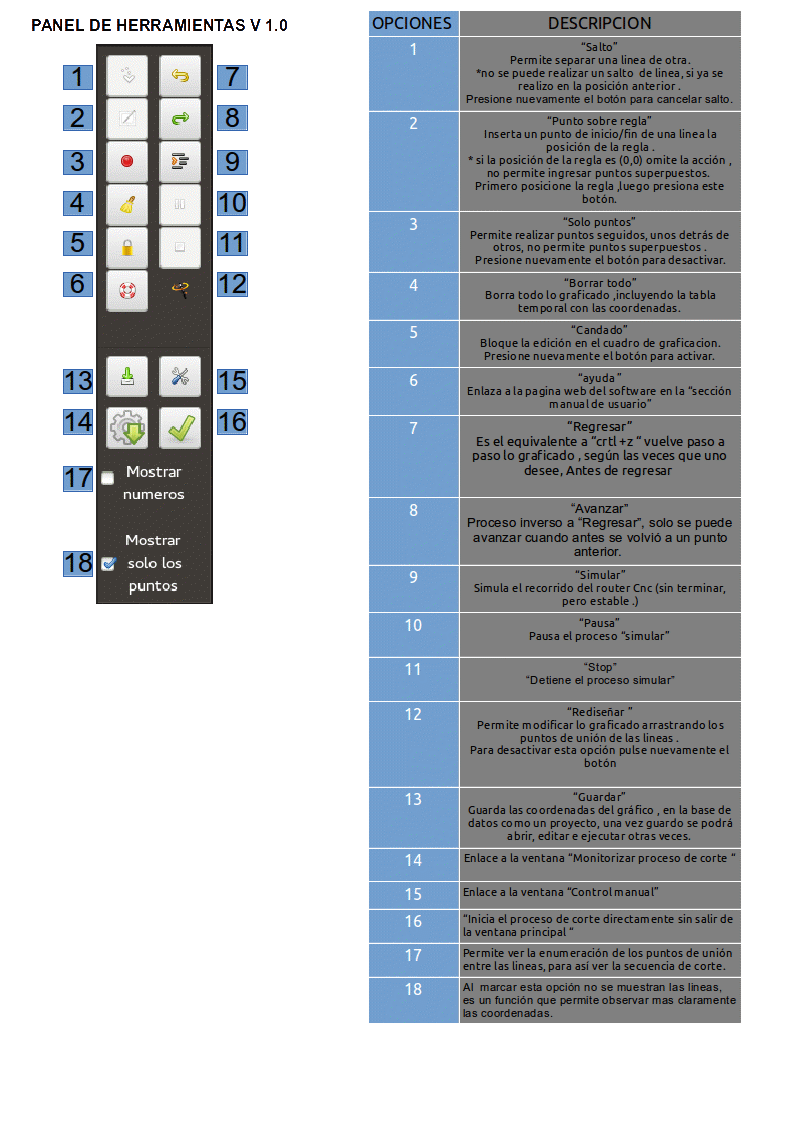 PANEL DE HERRAMIENTAS V 1.0
1
7
2
8
3
9
4
10
5
11
6
12
13
15
14
16
17
Mostrar
numeros
18
Mostrar
solo los
puntos
OPCIONES DESCRIPCION
1
“Salto”
Permite separar una linea de otra.
*no se puede realizar un salto de linea, si ya se
realizo en la posición anterior .
Presione nuevamente el botón para cancelar salto.
2
“Punto sobre regla”
Inserta un punto de inicio/fin de una linea la
posición de la regla .
* si la posición de la regla es (0,0) omite la acción ,
no permite ingresar puntos superpuestos.
Primero posicione la regla ,luego presiona este
botón.
3
“Solo puntos”
Permite realizar puntos seguidos, unos detrás de
otros, no permite puntos superpuestos .
Presione nuevamente el botón para desactivar.
4
“Borrar todo”
Borra todo lo graficado ,incluyendo la tabla
temporal con las coordenadas.
5
“Candado”
Bloque la edición en el cuadro de graficacion.
Presione nuevamente el botón para activar.
6
“ayuda”
Enlaza a la pagina web del software en la “sección
manual de usuario”
7
“Regresar”
Es el equivalente a “crtl +z “ vuelve paso a
paso lo graficado , según las veces que uno
desee, Antes de regresar
8
“Avanzar”
Proceso inverso a “Regresar”, solo se puede
avanzar cuando antes se volvió a un punto
anterior.
9
“Simular”
Simula el recorrido del router Cnc (sin terminar,
pero estable .)
10
“Pausa”
Pausa el proceso “simular”
11
“Stop”
“Detiene el proceso simular”
12
“Rediseñar ”
Permite modificar lo graficado arrastrando los
puntos de unión de las lineas .
Para desactivar esta opción pulse nuevamente el
botón
13
“Guardar”
Guarda las coordenadas del gráfico , en la base de
datos como un proyecto, una vez guardo se podrá
abrir, editar e ejecutar otras veces.
14
Enlace a la ventana “Monitorizar proceso de corte “
15
Enlace a la ventana “Control manual”
16
“Inicia el proceso de corte directamente sin salir de
la ventana principal “
17
Permite ver la enumeración de los puntos de unión
entre las lineas, para así ver la secuencia de corte.
18
Al marcar esta opción no se muestran las lineas,
es un función que permite observar mas claramente
las coordenadas.